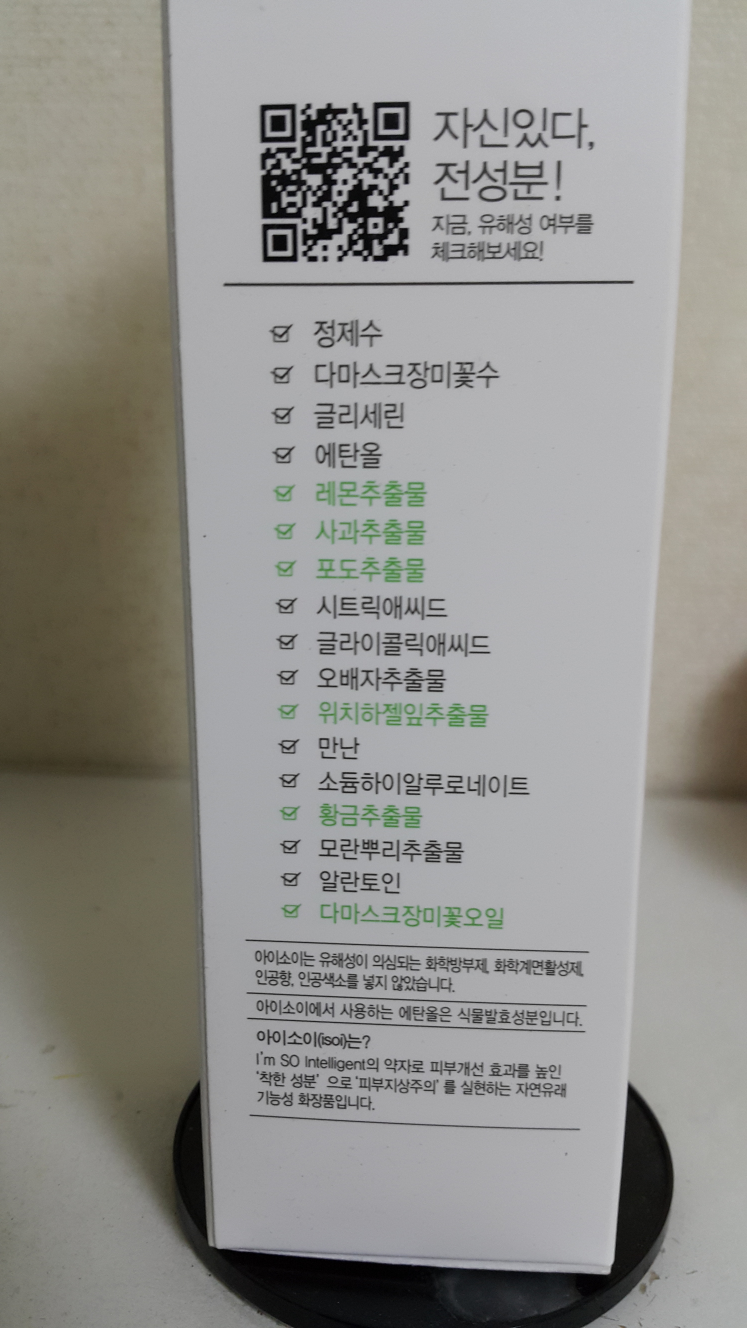 자신있다,
전성분!
지금, 유해성 여부를
체크해보세요!
정제수
다마스크장미꽃수
글리세린
에탄올
레몬추출물
사과추출물
포도추출물
시트릭애씨드
글라이콜릭애씨드
오배자추출물
위치하젤잎추출물
만난
소듐하이알루로네이트
황금추출물
모란뿌리추출물
알란토인
다마스크장미꽃오일
아이소이는 유해성이 의심되는 화학방부제, 화학계면활성제,
인공향, 인공색소를 넣지 않았습니다.
아이소이에서 사용하는 에탄올은 식물발효성분입니다.
아이소이(isoi)는?
I'm SO Intelligent의 약자로 피부개선 효과를 높인
'착한 성분' 으로 '피부지상주의' 를 실현하는 자연유래
기능성 화장품입니다.